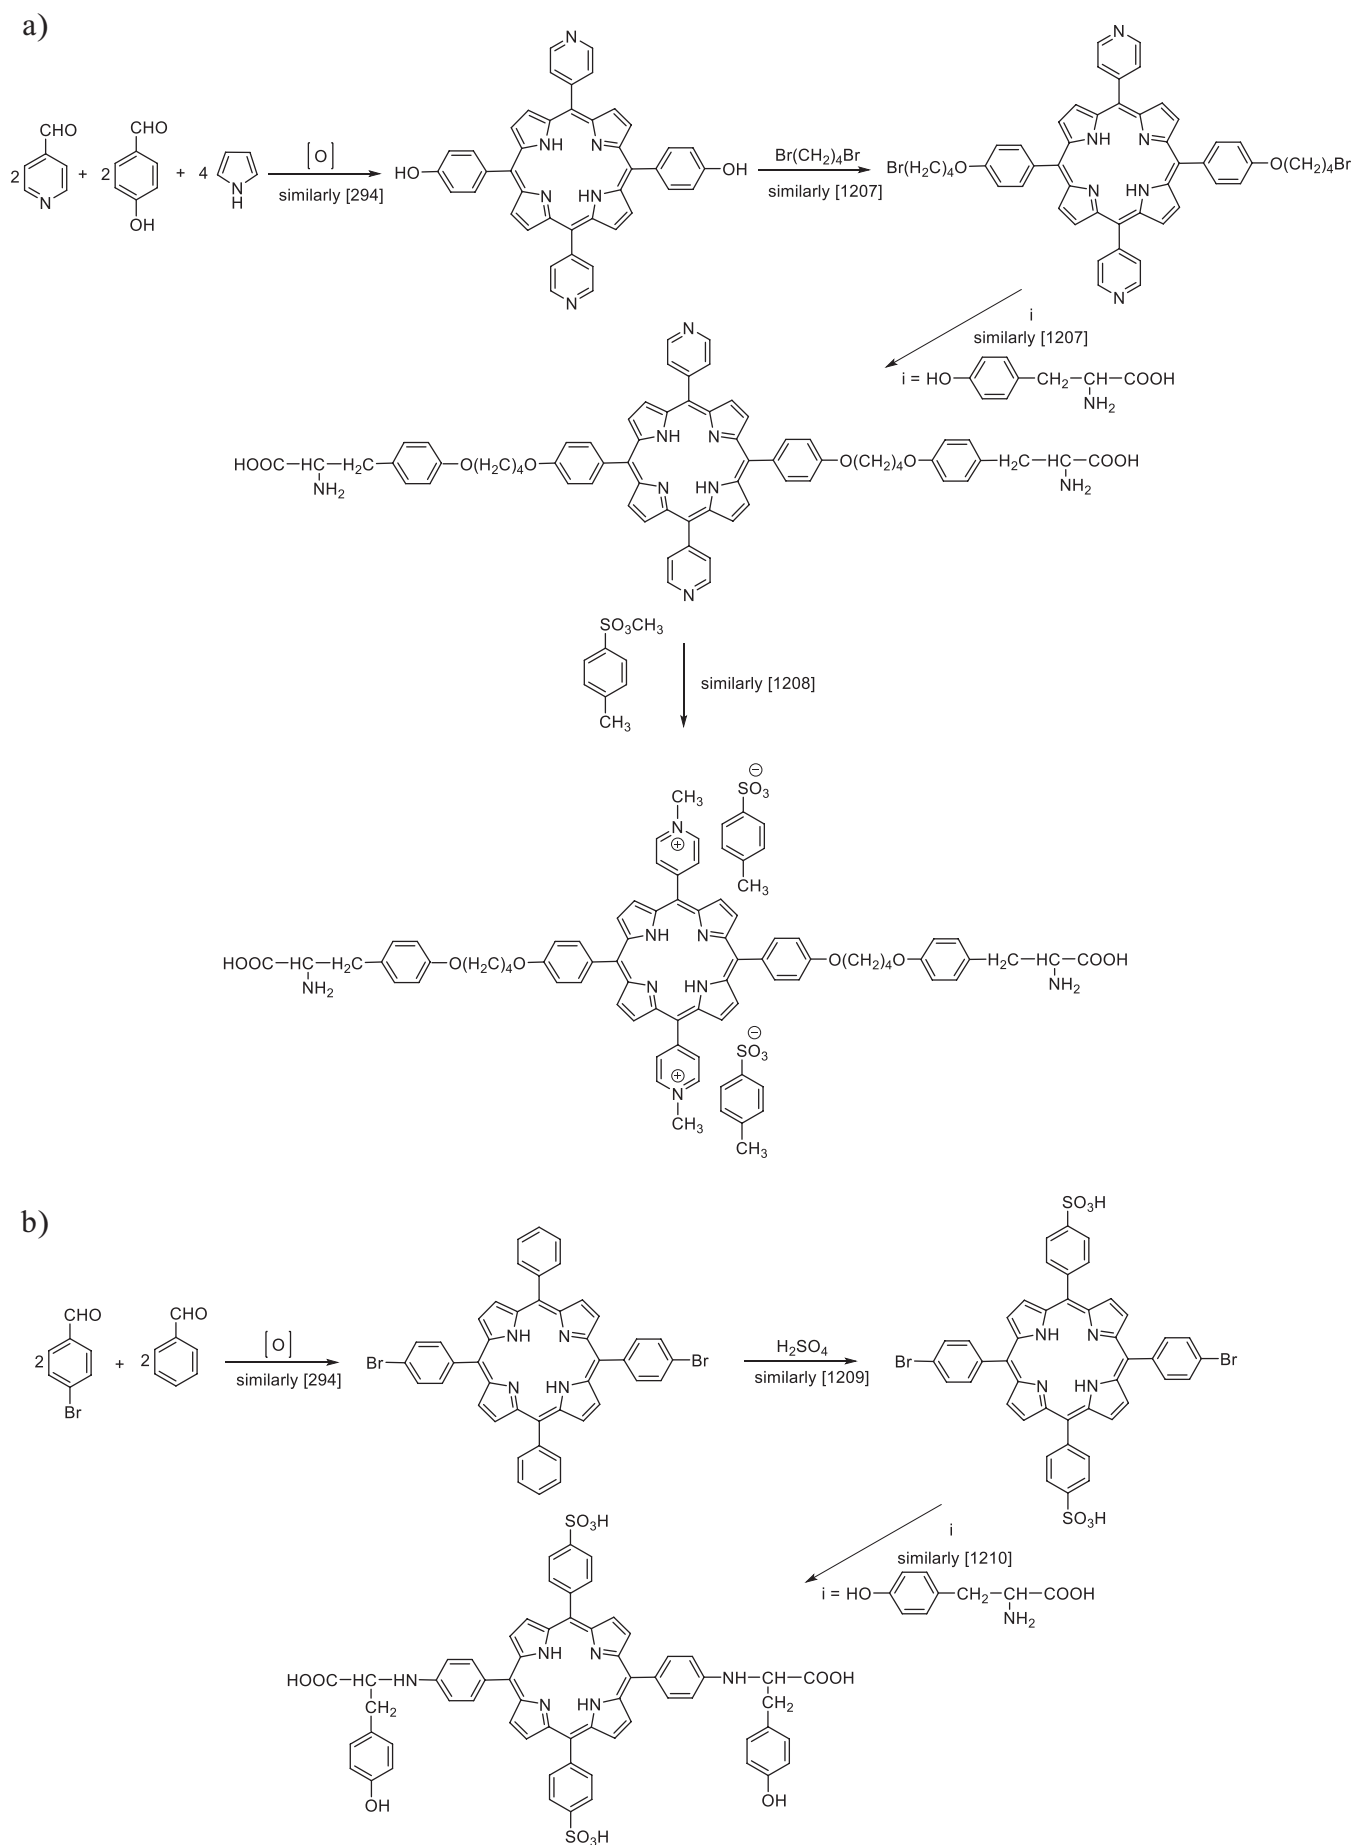 a)
CHO
2
N
+
2
CHO
OH
+
4
N
H
[O]
similarly [294]
N
NH
N
HO
OH
N
HN
N
Br(CH2)4Br
similarly [1207]
N
NH
N
Br(H2C)4O
O(CH2)4Br
N
HN
N
i
similarly [1207]
i = HO
CH2–CH–COOH
NH2
N
NH
N
HOOC–HC–H2C
O(H2C)4O
O(CH2)4O
H2C–CH–COOH
NH2
NH2
N
HN
N
SO3CH3
similarly [1208]
CH3
⊖
SO3
CH3
N
+
CH3
NH
N
HOOC–HC–H2C
O(H2C)4O
O(CH2)4O
H2C–CH–COOH
NH2
NH2
N
HN
⊖
SO3
+
N
CH3
CH3
b)
CHO
2
Br
+
2
CHO
[O]
similarly [294]
NH
N
Br
Br
N
HN
H2SO4
similarly [1209]
SO3H
NH
N
Br
Br
N
HN
SO3H
i
similarly [1210]
i = HO
CH2–CH–COOH
NH2
SO3H
NH
N
HOOC–HC–HN
NH–CH–COOH
CH2
CH2
N
HN
OH
OH
SO3H